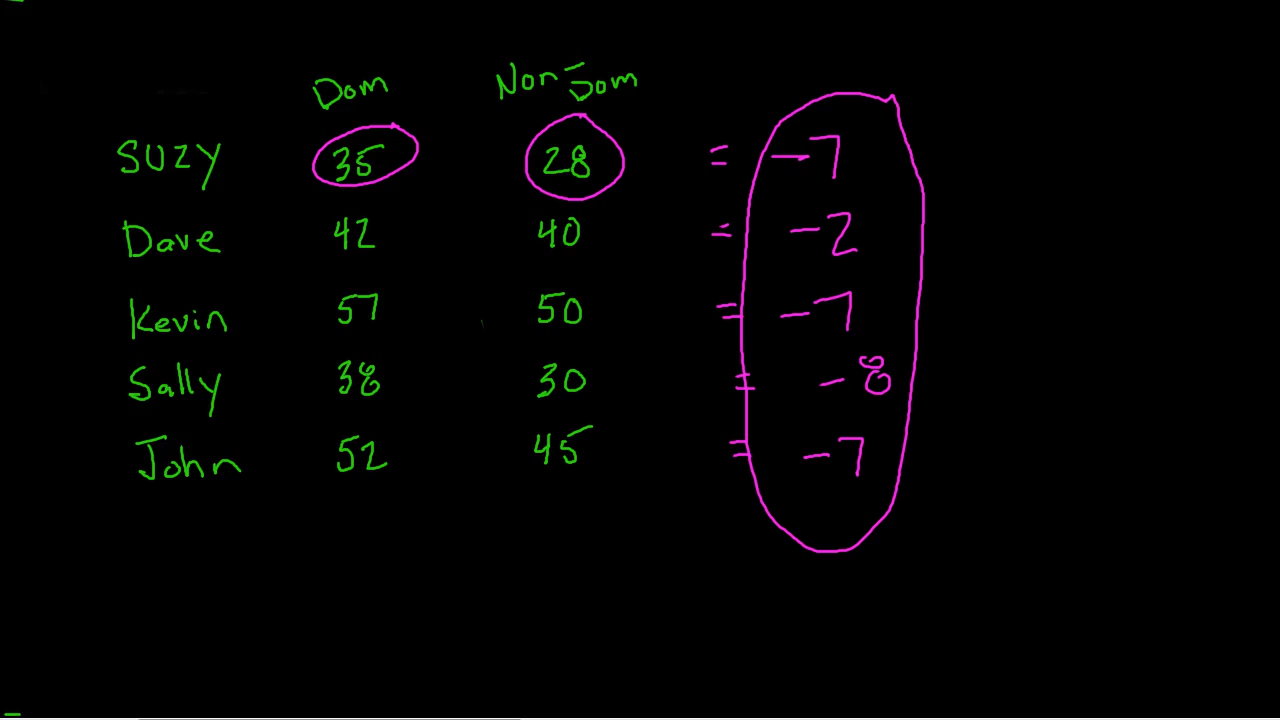 Dom Non-Dom
SUZY 35 28 = -7
Dave 42 40 = -2
Kevin 57 50 = -7
Sally 38 30 = -8
John 52 45 = -7